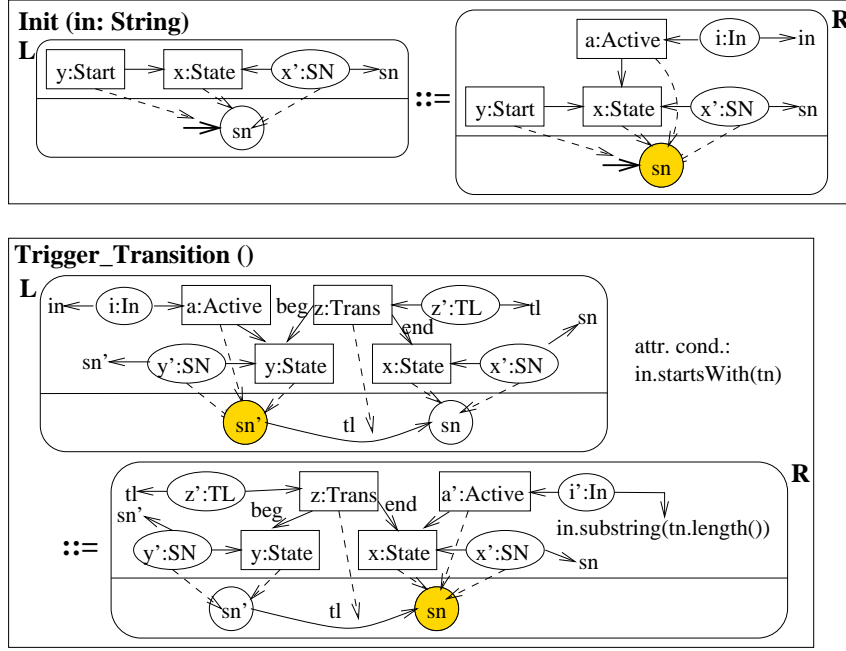 Init (in: String)
L
R
a:Active i:In in
y:Start x:State x':SN sn
::=
y:Start x:State x':SN sn
sn
sn
Trigger_Transition ()
L
in i:In a:Active beg z:Trans z':TL tl
end
sn
sn' y':SN y:State x:State x':SN
attr. cond.:
in.startsWith(tn)
sn' tl sn
::=
R
tl z':TL z:Trans a':Active i':In
sn' beg end
in.substring(tn.length())
y':SN y:State x:State x':SN sn
sn' tl sn